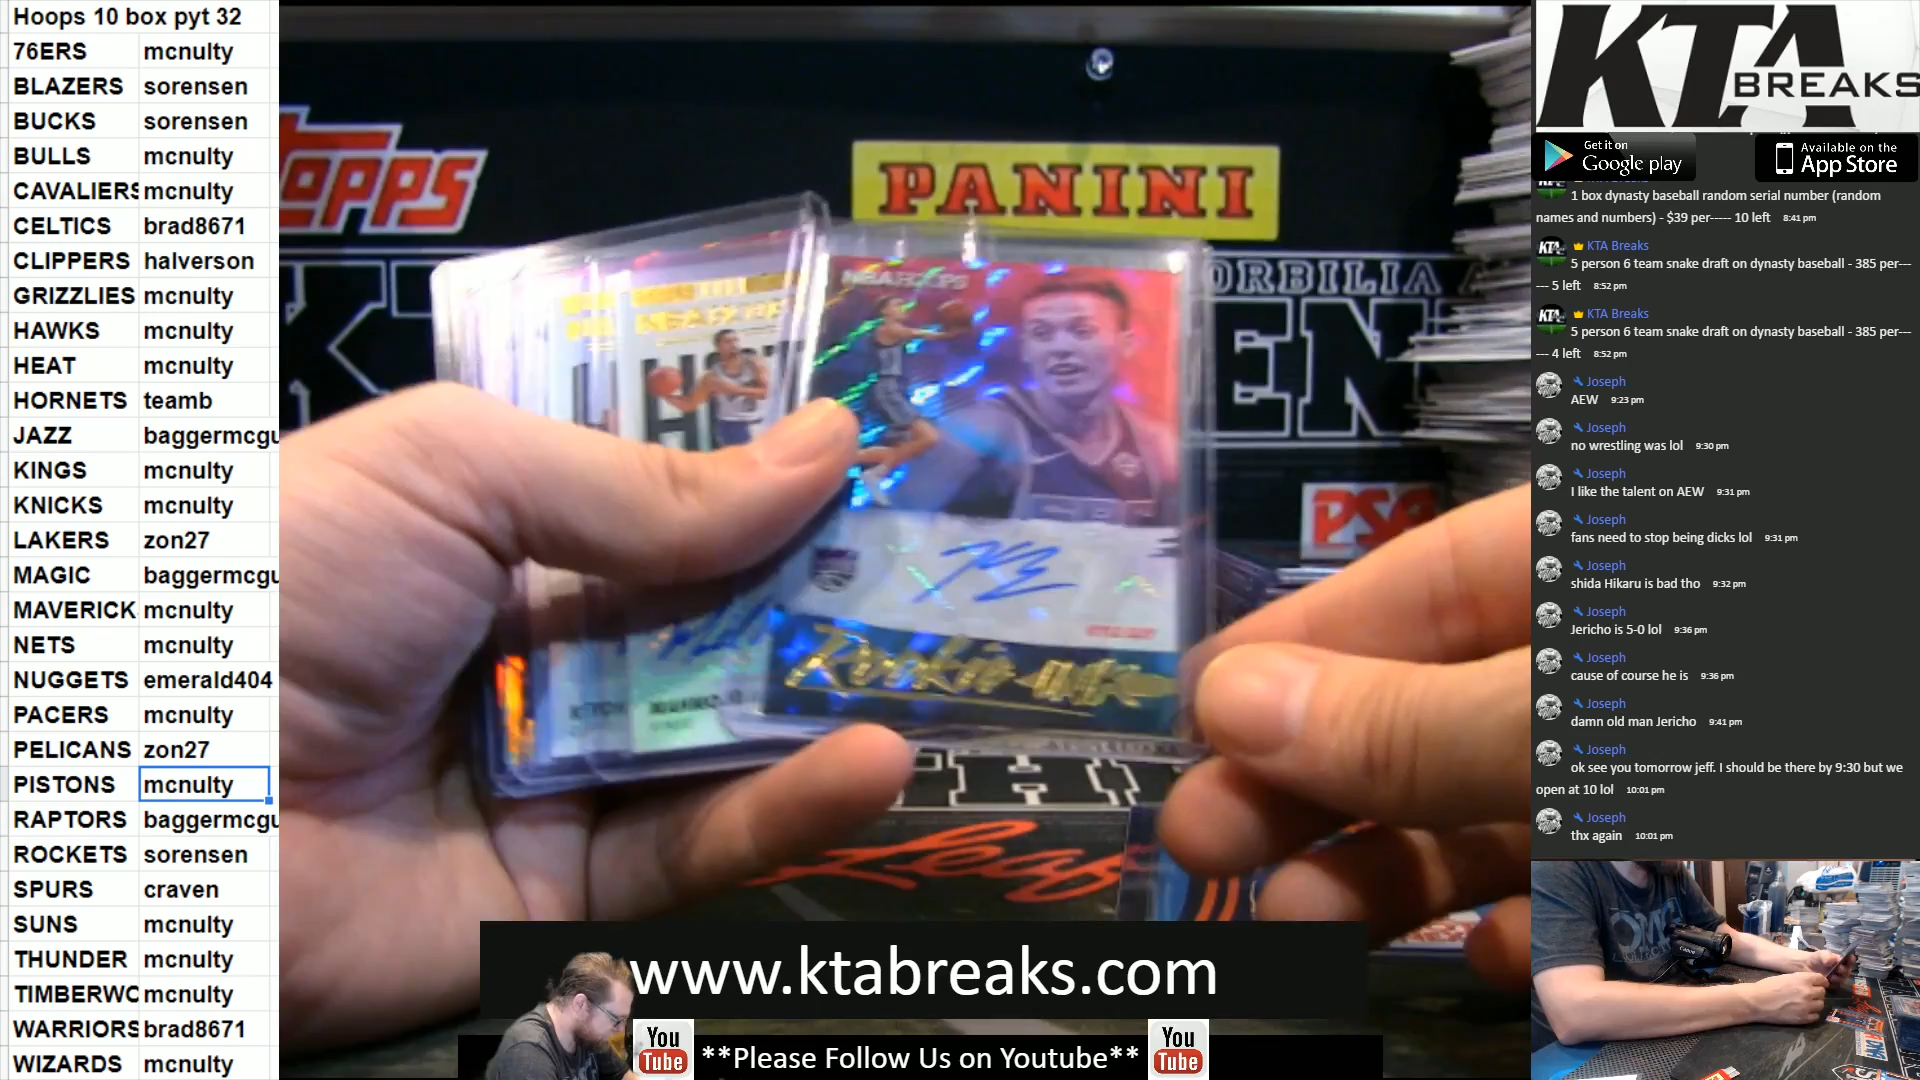 Hoops 10 box pyt 32
76ERS mcnulty
BLAZERS sorensen
BUCKS sorensen
BULLS mcnulty
CAVALIERS mcnulty
CELTICS brad8671
CLIPPERS halverson
GRIZZLIES mcnulty
HAWKS mcnulty
HEAT mcnulty
HORNETS teamb
JAZZ baggermcgu
KINGS mcnulty
KNICKS mcnulty
LAKERS zon27
MAGIC baggermcgu
MAVERICK mcnulty
NETS mcnulty
NUGGETS emerald404
PACERS mcnulty
PELICANS zon27
PISTONS mcnulty
RAPTORS baggermcgu
ROCKETS sorensen
SPURS craven
SUNS mcnulty
THUNDER mcnulty
TIMBERWO mcnulty
WARRIORS brad8671
WIZARDS mcnulty
TOPPS
PANINI
ORBILIA
EN
PSA
NBA HOOPS
Rookie Ink
Leaf
www.ktabreaks.com
You Tube **Please Follow Us on Youtube** You Tube
KTA BREAKS
Get it on Google play
Available on the App Store
1 box dynasty baseball random serial number (random
names and numbers) - $39 per----- 10 left 8:41 pm
KTA Breaks
5 person 6 team snake draft on dynasty baseball - 385 per---
--- 5 left 8:52 pm
KTA Breaks
5 person 6 team snake draft on dynasty baseball - 385 per---
--- 4 left 8:52 pm
Joseph
AEW 9:23 pm
Joseph
no wrestling was lol 9:30 pm
Joseph
I like the talent on AEW 9:31 pm
Joseph
fans need to stop being dicks lol 9:31 pm
Joseph
shida Hikaru is bad tho 9:32 pm
Joseph
Jericho is 5-0 lol 9:36 pm
Joseph
cause of course he is 9:36 pm
Joseph
damn old man Jericho 9:41 pm
Joseph
ok see you tomorrow jeff. I should be there by 9:30 but we
open at 10 lol 10:01 pm
Joseph
thx again 10:01 pm